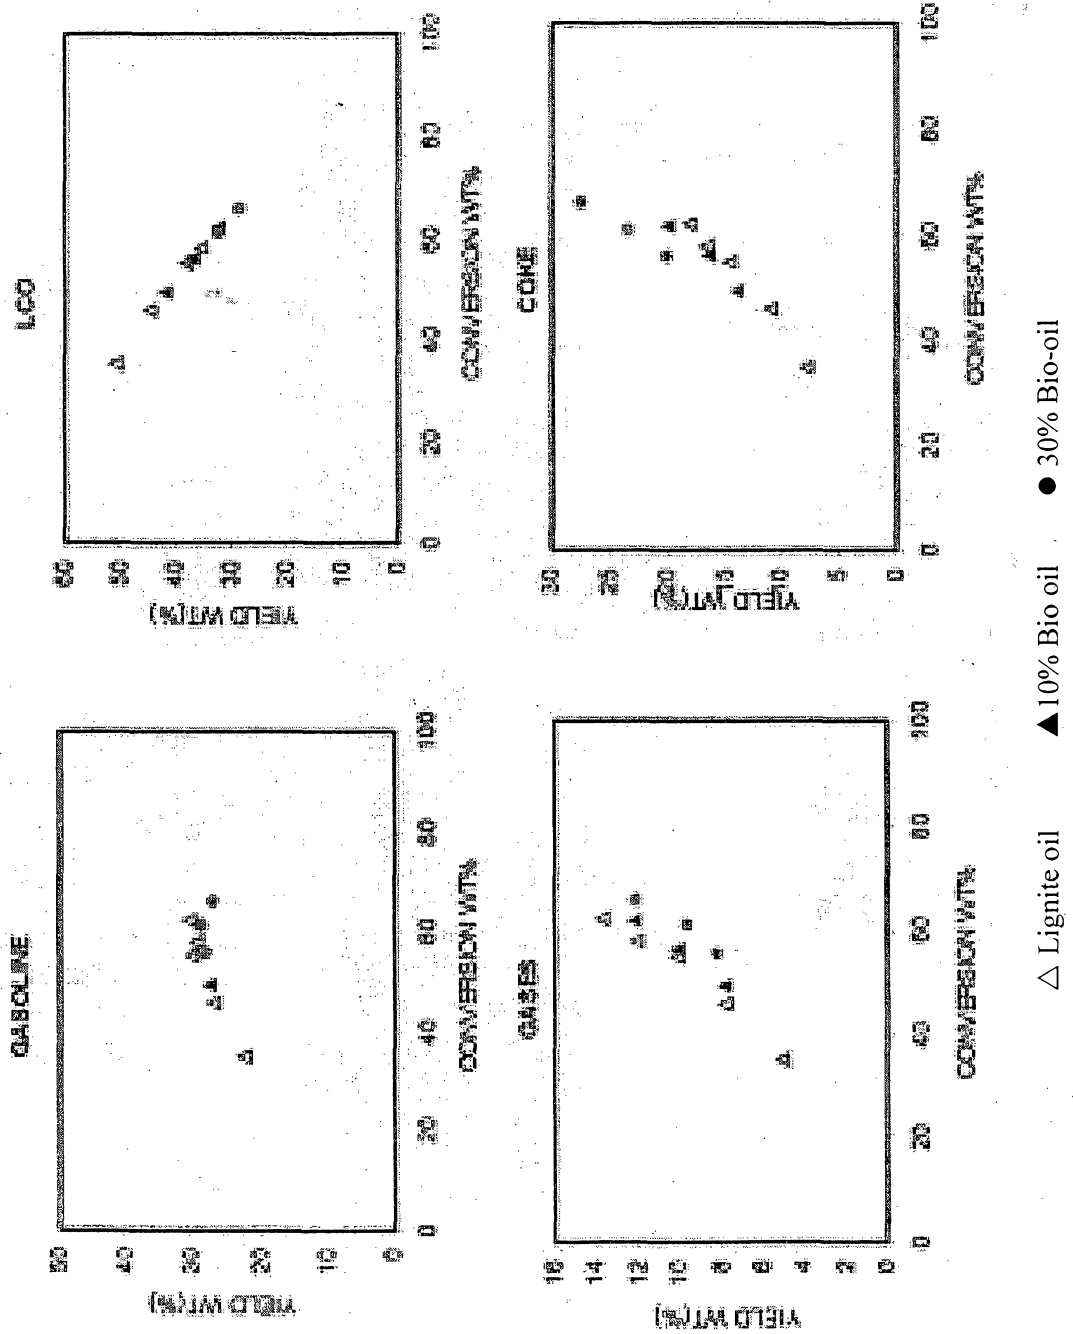 GASOLINE
YIELD WT(%)
50
40
30
20
10
0
0 20 40 60 80 100
CONVERSION WT%
LCO
YIELD WT(%)
60
50
40
30
20
10
0
0 20 40 60 80 100
CONVERSION WT%
GASES
YIELD WT(%)
16
14
12
10
8
6
4
2
0
0 20 40 60 80 100
CONVERSION WT%
COKE
YIELD WT(%)
30
25
20
15
10
5
0
0 20 40 60 80 100
CONVERSION WT%
△ Lignite oil ▲10% Bio oil ● 30% Bio-oil